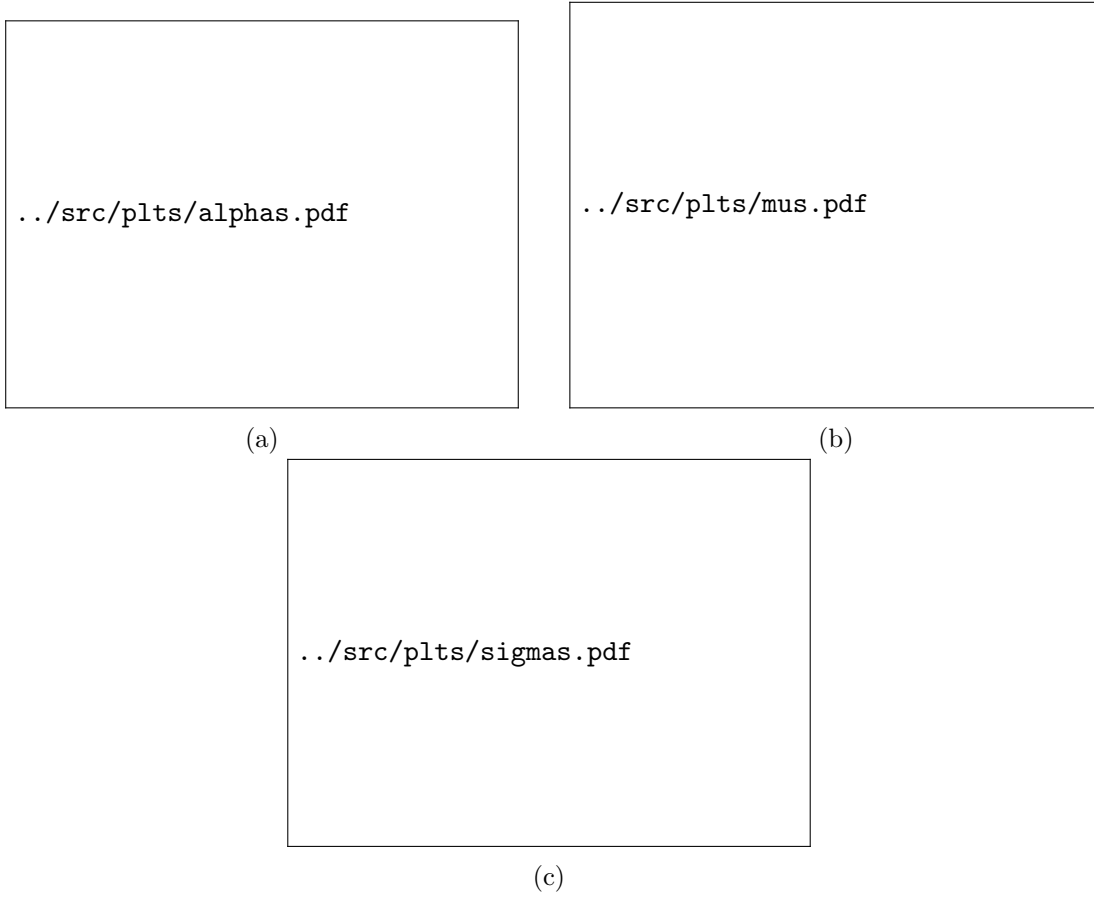 ../src/plts/alphas.pdf
../src/plts/mus.pdf
(a)
(b)
../src/plts/sigmas.pdf
(c)